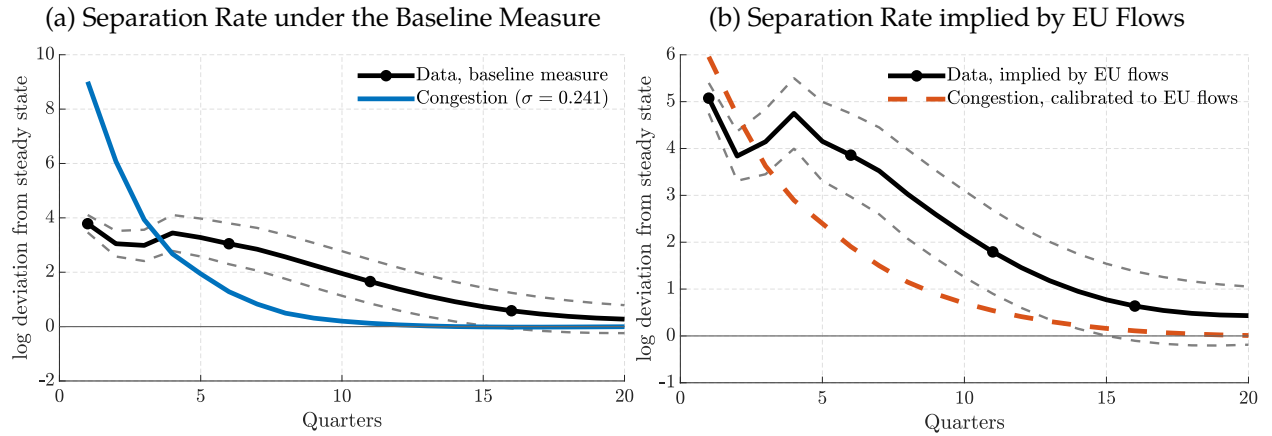 (a) Separation Rate under the Baseline Measure
log deviation from steady state
10
8
6
4
2
0
-2
Data, baseline measure
Congestion (σ = 0.241)
0
5
10
15
20
Quarters
(b) Separation Rate implied by EU Flows
log deviation from steady state
6
5
4
3
2
1
0
-1
Data, implied by EU flows
Congestion, calibrated to EU flows
0
5
10
15
20
Quarters